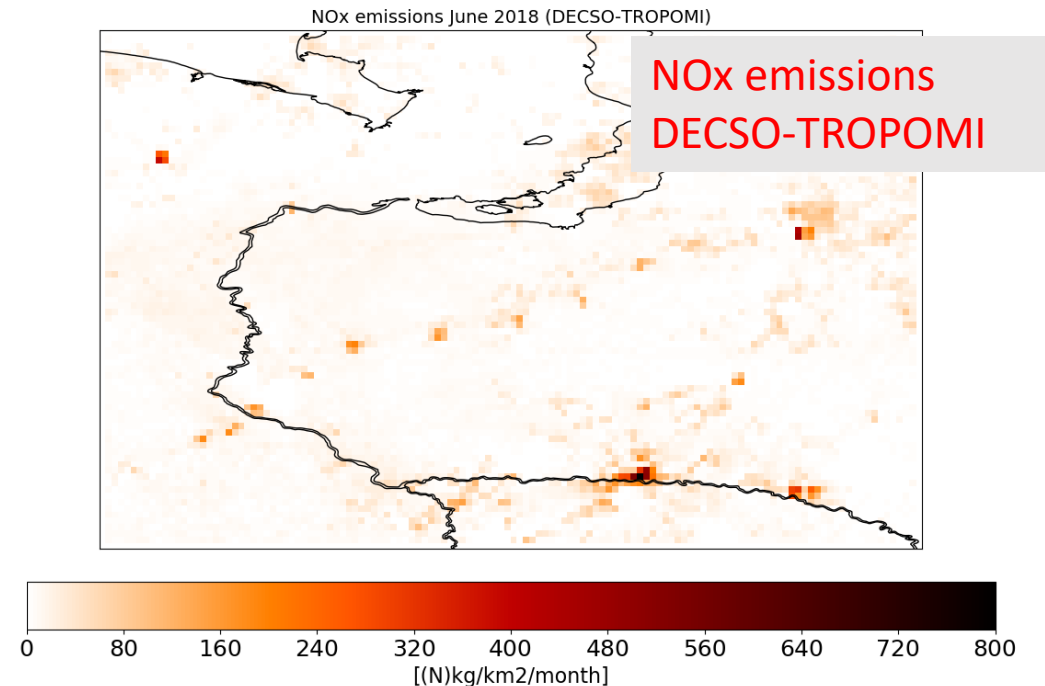 NOx emissions June 2018 (DECSO-TROPOMI)
NOx emissions
DECSO-TROPOMI
0 80 160 240 320 400 480 560 640 720 800
[(N)kg/km2/month]